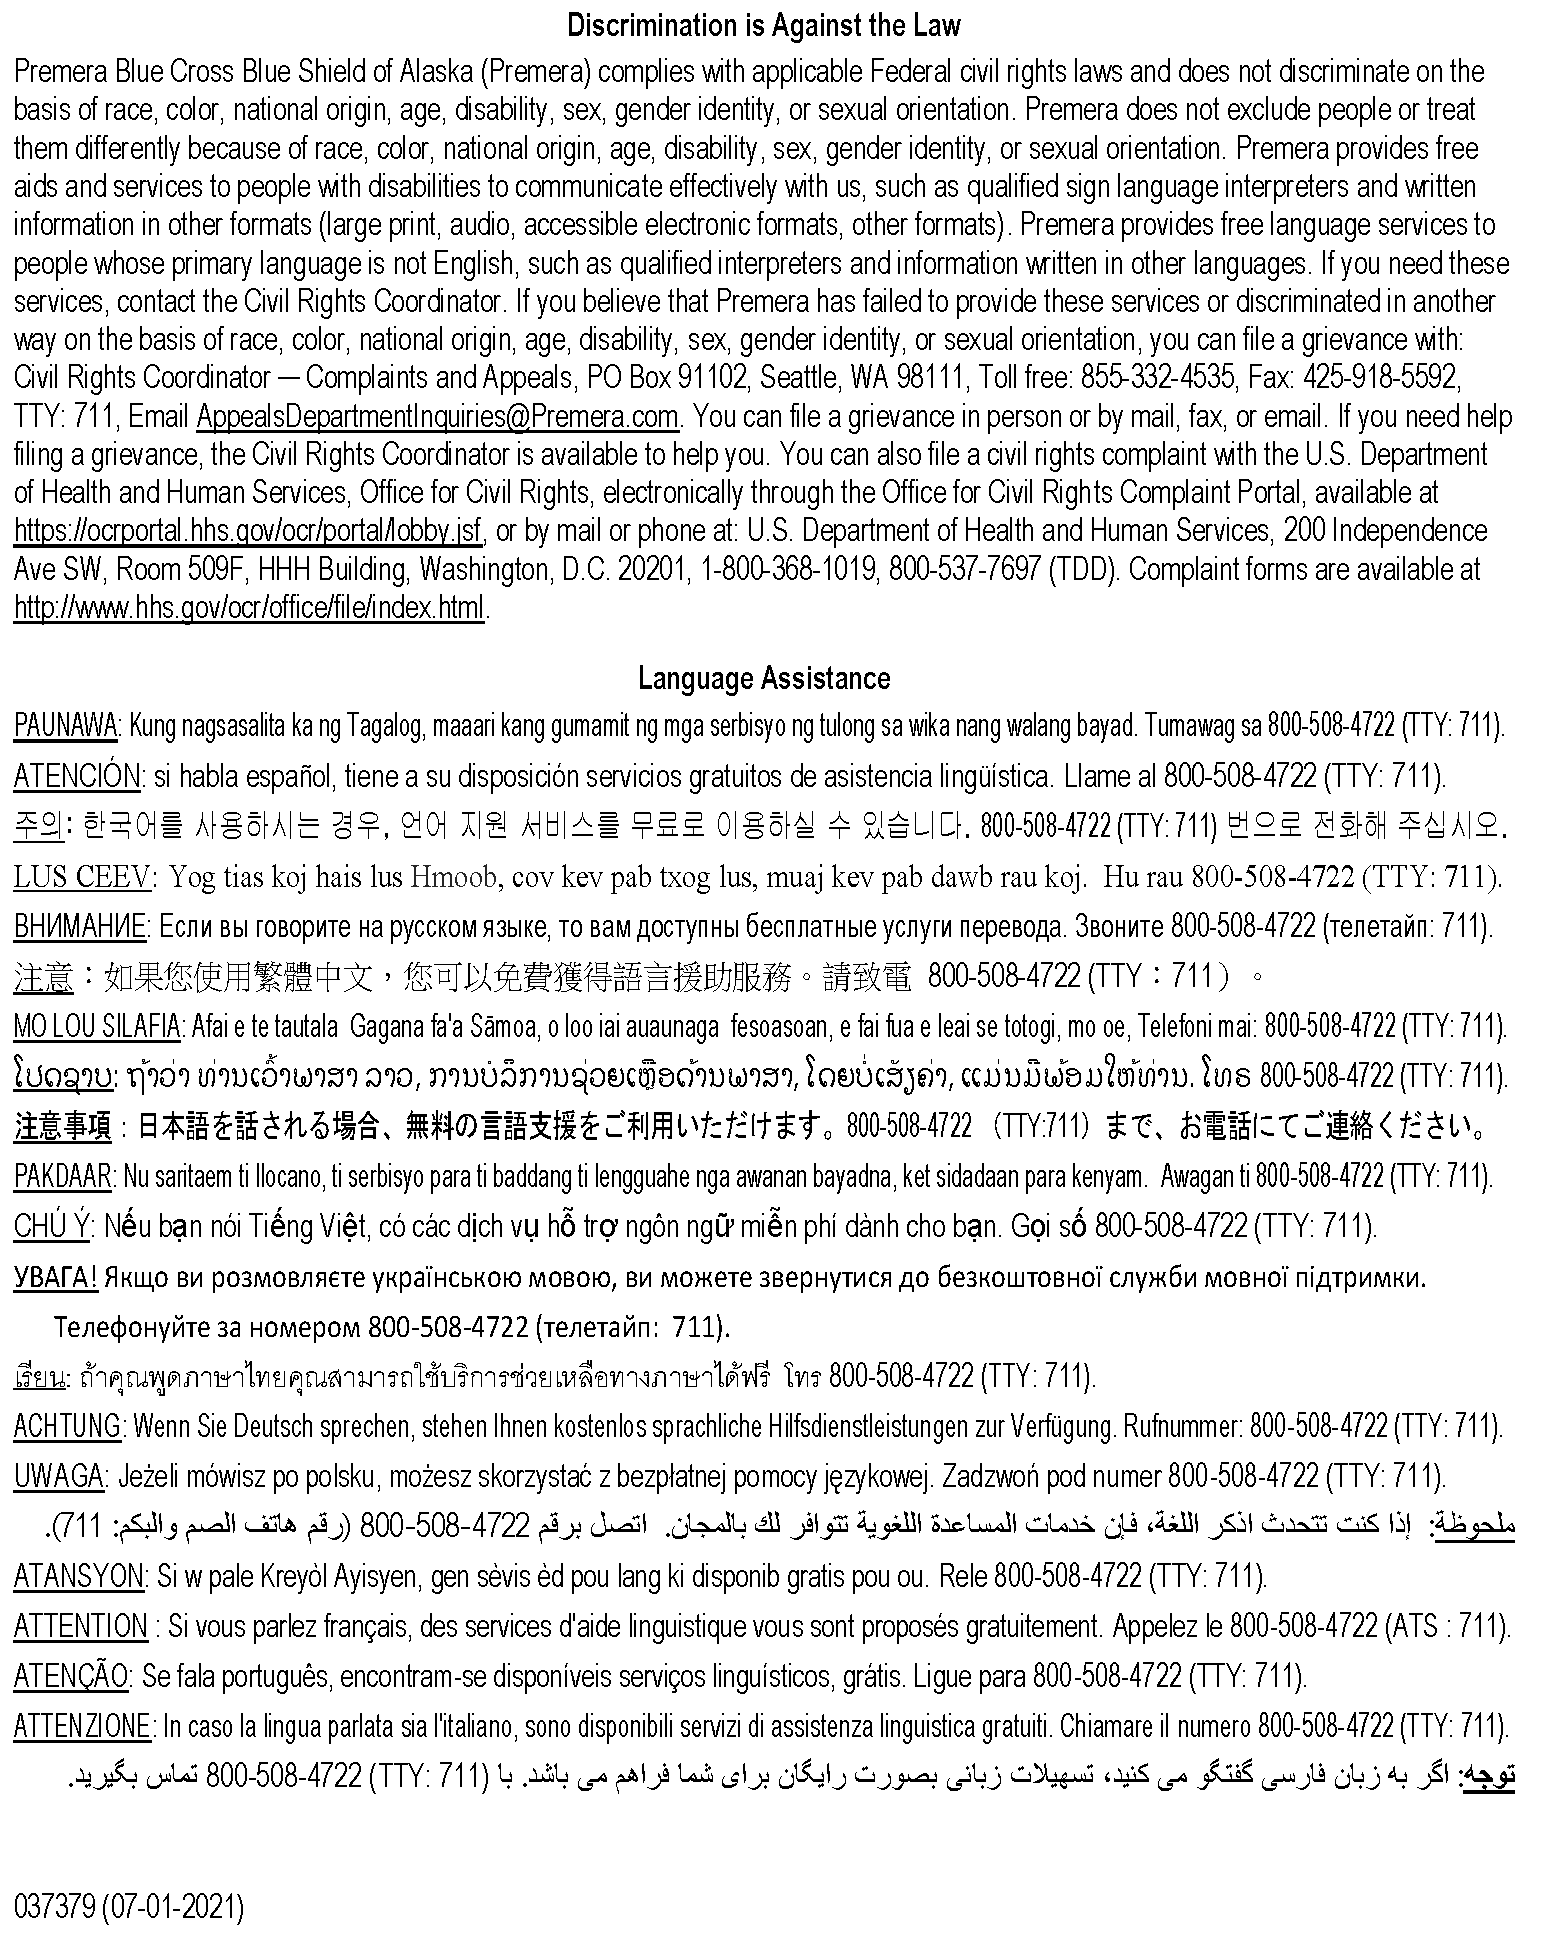 Discrimination is Against the Law
Premera Blue Cross Blue Shield of Alaska (Premera) complies with applicable Federal civil rights laws and does not discriminate on the
basis of race, color, national origin, age, disability, sex, gender identity, or sexual orientation. Premera does not exclude people or treat
them differently because of race, color, national origin, age, disability, sex, gender identity, or sexual orientation. Premera provides free
aids and services to people with disabilities to communicate effectively with us, such as qualified sign language interpreters and written
information in other formats (large print, audio, accessible electronic formats, other formats). Premera provides free language services to
people whose primary language is not English, such as qualified interpreters and information written in other languages. If you need these
services, contact the Civil Rights Coordinator. If you believe that Premera has failed to provide these services or discriminated in another
way on the basis of race, color, national origin, age, disability, sex, gender identity, or sexual orientation, you can file a grievance with:
Civil Rights Coordinator — Complaints and Appeals, PO Box 91102, Seattle, WA 98111, Toll free: 855-332-4535, Fax: 425-918-5592,
TTY: 711, Email AppealsDepartmentInquiries@Premera.com. You can file a grievance in person or by mail, fax, or email. If you need help
filing a grievance, the Civil Rights Coordinator is available to help you. You can also file a civil rights complaint with the U.S. Department
of Health and Human Services, Office for Civil Rights, electronically through the Office for Civil Rights Complaint Portal, available at
https://ocrportal.hhs.gov/ocr/portal/lobby.jsf, or by mail or phone at: U.S. Department of Health and Human Services, 200 Independence
Ave SW, Room 509F, HHH Building, Washington, D.C. 20201, 1-800-368-1019, 800-537-7697 (TDD). Complaint forms are available at
http://www.hhs.gov/ocr/office/file/index.html.
Language Assistance
PAUNAWA: Kung nagsasalita ka ng Tagalog, maaari kang gumamit ng mga serbisyo ng tulong sa wika nang walang bayad. Tumawag sa 800-508-4722 (TTY: 711).
ATENCIÓN: si habla español, tiene a su disposición servicios gratuitos de asistencia lingüística. Llame al 800-508-4722 (TTY: 711).
주의: 한국어를 사용하시는 경우, 언어 지원 서비스를 무료로 이용하실 수 있습니다. 800-508-4722 (TTY: 711) 번으로 전화해 주십시오.
LUS CEEV: Yog tias koj hais lus Hmoob, cov kev pab txog lus, muaj kev pab dawb rau koj. Hu rau 800-508-4722 (TTY: 711).
ВНИМАНИЕ: Если вы говорите на русском языке, то вам доступны бесплатные услуги перевода. Звоните 800-508-4722 (телетайп: 711).
注意：如果您使用繁體中文，您可以免費獲得語言援助服務。請致電 800-508-4722 (TTY：711）。
MO LOU SILAFIA: Afai e te tautala Gagana fa'a Sāmoa, o loo iai auaunaga fesoasoan, e fai fua e leai se totogi, mo oe, Telefoni mai: 800-508-4722 (TTY: 711).
ໂປດຊາບ: ຖ້າວ່າ ທ່ານເວົ້າພາສາ ລາວ, ການບໍລິການຊ່ວຍເຫຼືອດ້ານພາສາ, ໂດຍບໍ່ເສັຽຄ່າ, ແມ່ນມີພ້ອມໃຫ້ທ່ານ. ໂທຣ 800-508-4722 (TTY: 711).
注意事項：日本語を話される場合、無料の言語支援をご利用いただけます。800-508-4722 （TTY:711）まで、お電話にてご連絡ください。
PAKDAAR: Nu saritaem ti Ilocano, ti serbisyo para ti baddang ti lengguahe nga awanan bayadna, ket sidadaan para kenyam. Awagan ti 800-508-4722 (TTY: 711).
CHÚ Ý: Nếu bạn nói Tiếng Việt, có các dịch vụ hỗ trợ ngôn ngữ miễn phí dành cho bạn. Gọi số 800-508-4722 (TTY: 711).
УВАГА! Якщо ви розмовляєте українською мовою, ви можете звернутися до безкоштовної служби мовної підтримки.
Телефонуйте за номером 800-508-4722 (телетайп: 711).
เรียน: ถ้าคุณพูดภาษาไทยคุณสามารถใช้บริการช่วยเหลือทางภาษาได้ฟรี โทร 800-508-4722 (TTY: 711).
ACHTUNG: Wenn Sie Deutsch sprechen, stehen Ihnen kostenlos sprachliche Hilfsdienstleistungen zur Verfügung. Rufnummer: 800-508-4722 (TTY: 711).
UWAGA: Jeżeli mówisz po polsku, możesz skorzystać z bezpłatnej pomocy językowej. Zadzwoń pod numer 800-508-4722 (TTY: 711).
ملحوظة: إذا كنت تتحدث اذكر اللغة، فإن خدمات المساعدة اللغوية تتوافر لك بالمجان. اتصل برقم 800-508-4722 (رقم هاتف الصم والبكم: 711).
ATANSYON: Si w pale Kreyòl Ayisyen, gen sèvis èd pou lang ki disponib gratis pou ou. Rele 800-508-4722 (TTY: 711).
ATTENTION : Si vous parlez français, des services d'aide linguistique vous sont proposés gratuitement. Appelez le 800-508-4722 (ATS : 711).
ATENÇÃO: Se fala português, encontram-se disponíveis serviços linguísticos, grátis. Ligue para 800-508-4722 (TTY: 711).
ATTENZIONE: In caso la lingua parlata sia l'italiano, sono disponibili servizi di assistenza linguistica gratuiti. Chiamare il numero 800-508-4722 (TTY: 711).
توجه: اگر به زبان فارسی گفتگو می کنید، تسهیلات زبانی بصورت رایگان برای شما فراهم می باشد. با 800-508-4722 (TTY: 711) تماس بگیرید.
037379 (07-01-2021)